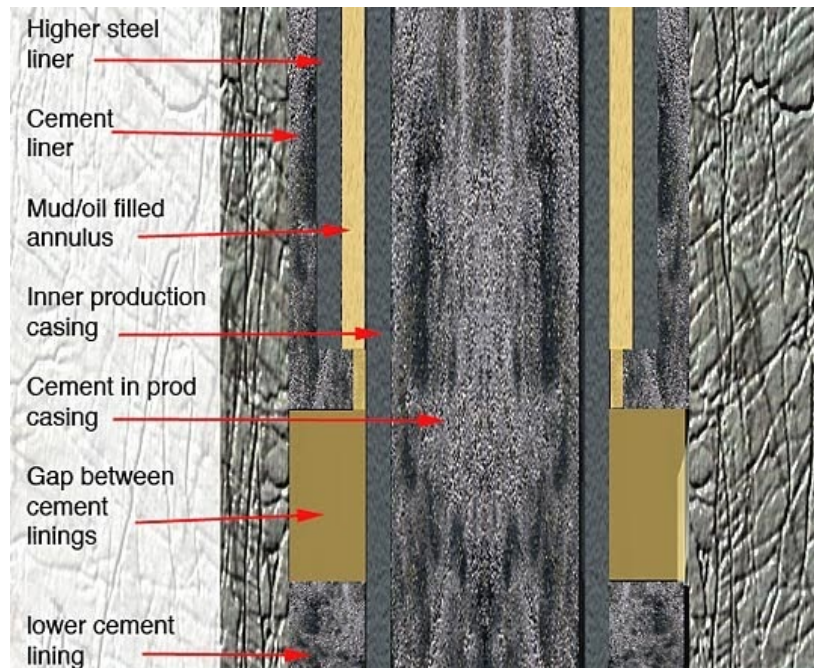 Higher steel
liner
Cement
liner
Mud/oil filled
annulus
Inner production
casing
Cement in prod
casing
Gap between
cement
linings
lower cement
lining